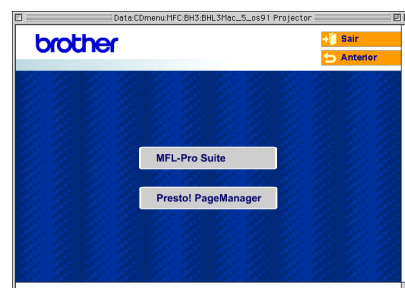 Data:CDmenu:MFC:BH3:BHL3Mac_5_os91 Projector
brother
Sair
Anterior
MFL-Pro Suite
Presto! PageManager